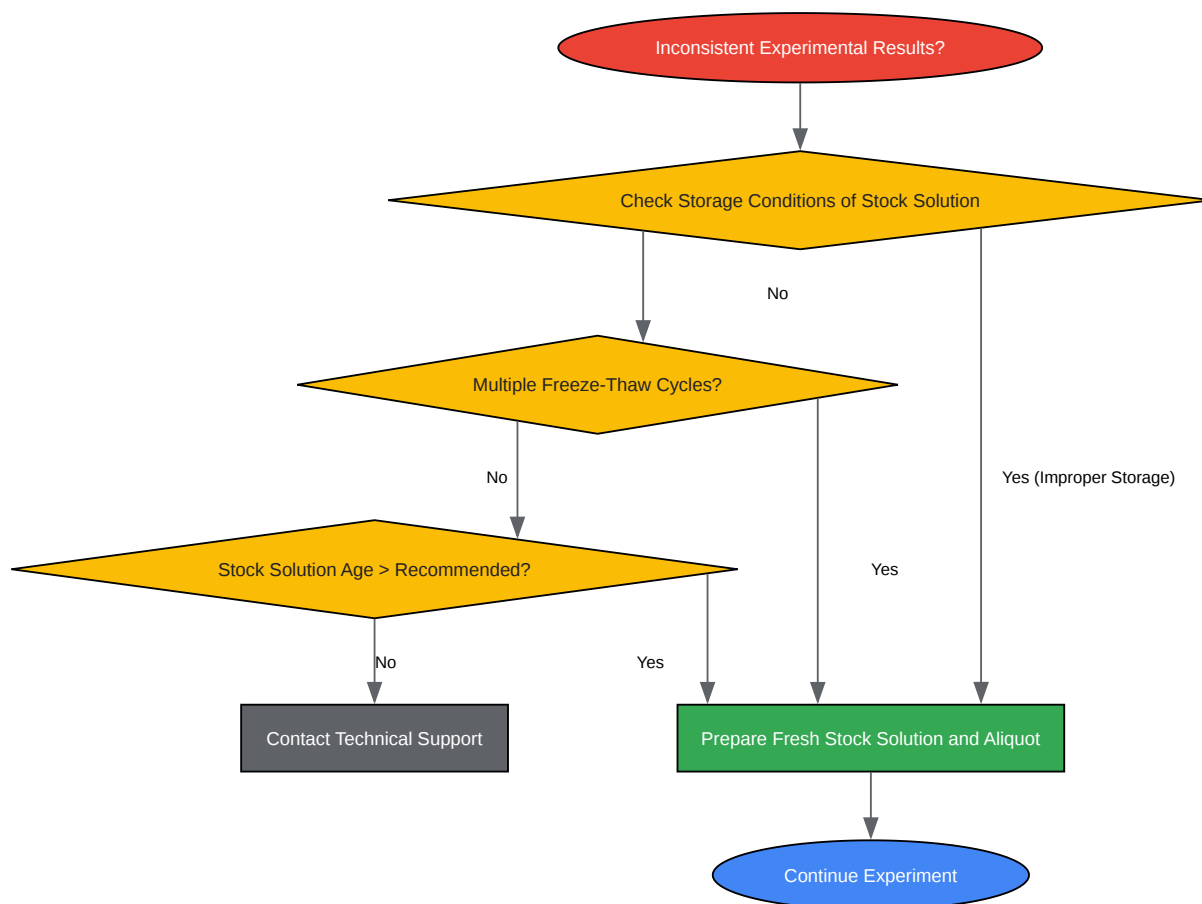 Inconsistent Experimental Results?
Check Storage Conditions of Stock Solution
No
Multiple Freeze-Thaw Cycles?
No
Yes (Improper Storage)
Stock Solution Age > Recommended?
Yes
No
Yes
Contact Technical Support
Prepare Fresh Stock Solution and Aliquot
Continue Experiment